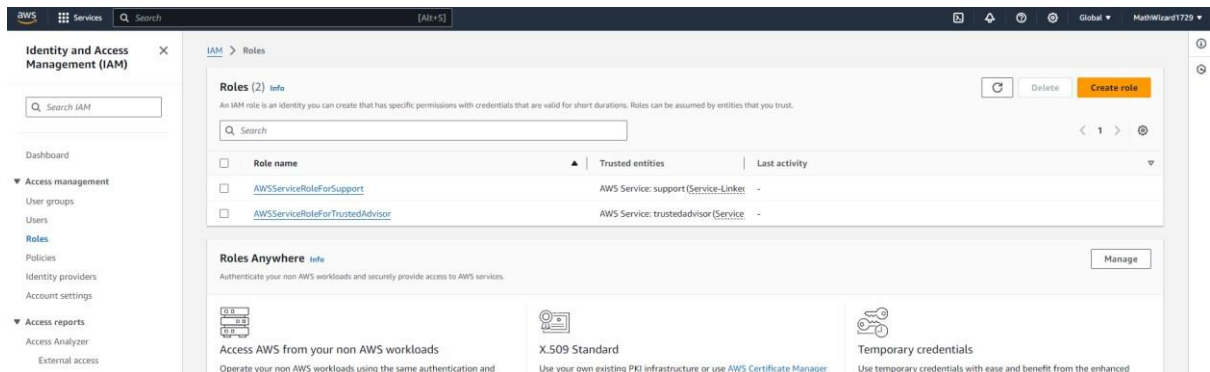 aws Services Search [Alt+S] Global MathWizard1729
Identity and Access Management (IAM)
Search IAM
Dashboard
Access management
User groups
Users
Roles
Policies
Identity providers
Account settings
Access reports
Access Analyzer
External access
IAM > Roles
Roles (2) Info
Delete
Create role
An IAM role is an identity you can create that has specific permissions with credentials that are valid for short durations. Roles can be assumed by entities that you trust.
Search
1
Role name Trusted entities Last activity
AWSServiceRoleForSupport AWS Service: support (Service-Linked -
AWSServiceRoleForTrustedAdvisor AWS Service: trustedadvisor (Service -
Roles Anywhere Info
Manage
Authenticate your non AWS workloads and securely provide access to AWS services.
Access AWS from your non AWS workloads
Operate your non AWS workloads using the same authentication and
X.509 Standard
Use your own existing PKI infrastructure or use AWS Certificate Manager
Temporary credentials
Use temporary credentials with ease and benefit from the enhanced